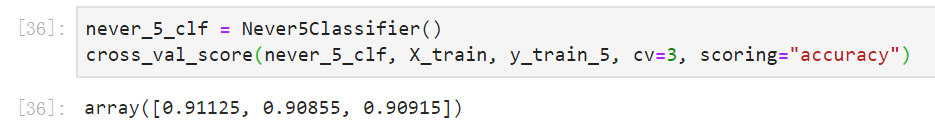 [36]: never_5_clf = Never5Classifier()
cross_val_score(never_5_clf, X_train, y_train_5, cv=3, scoring="accuracy")
[36]: array([0.91125, 0.90855, 0.90915])